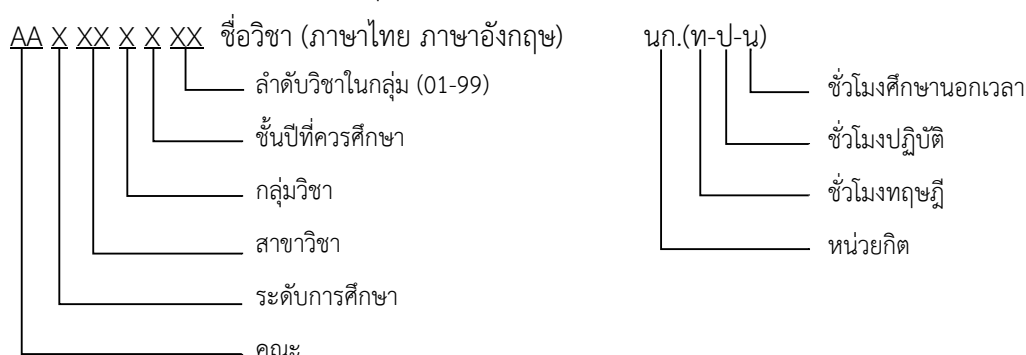 AA X XX X X XX ชื่อวิชา (ภาษาไทย ภาษาอังกฤษ) นก.(ท-ป-น)
ลำดับวิชาในกลุ่ม (01-99) ชั่วโมงศึกษานอกเวลา
ชั้นปีที่ควรศึกษา ชั่วโมงปฏิบัติ
กลุ่มวิชา ชั่วโมงทฤษฎี
สาขาวิชา หน่วยกิต
ระดับการศึกษา
คณะ